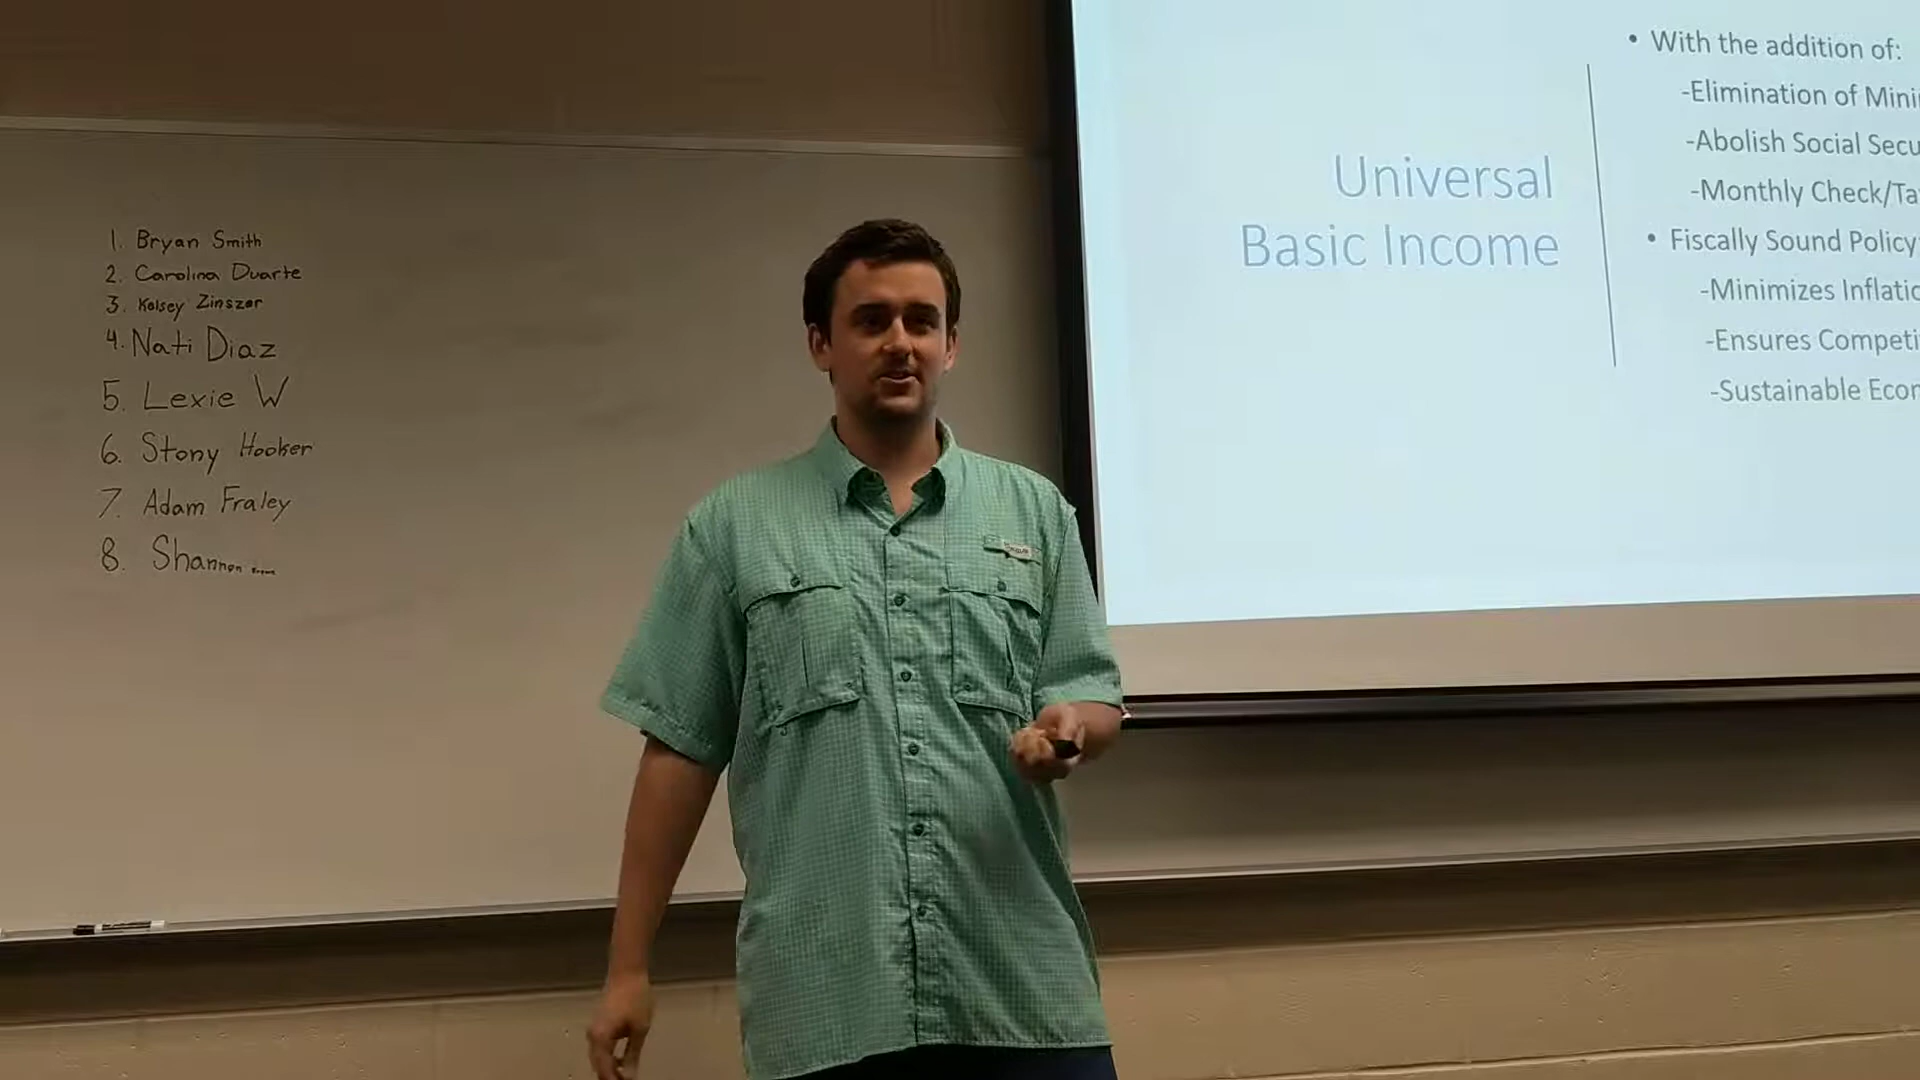 1. Bryan Smith
2. Carolina Duarte
3. Kelsey Zinszer
4. Nati Diaz
5. Lexie W
6. Stony Hooker
7. Adam Fraley
8. Shannon
Universal
Basic Income
• With the addition of:
-Elimination of Mini
-Abolish Social Secu
-Monthly Check/Ta
• Fiscally Sound Policy
-Minimizes Inflatio
-Ensures Competi
-Sustainable Econ